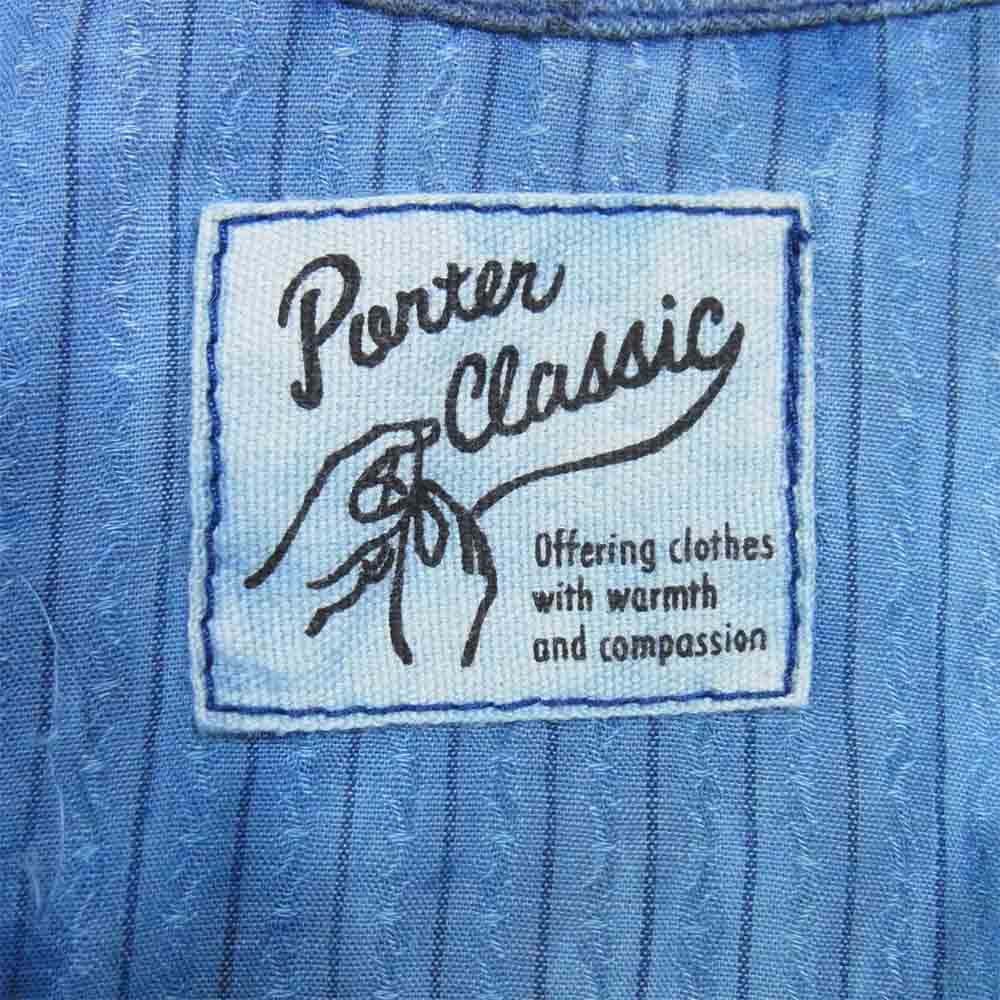 Porter
Classic
Offering clothes
with warmth
and compassion